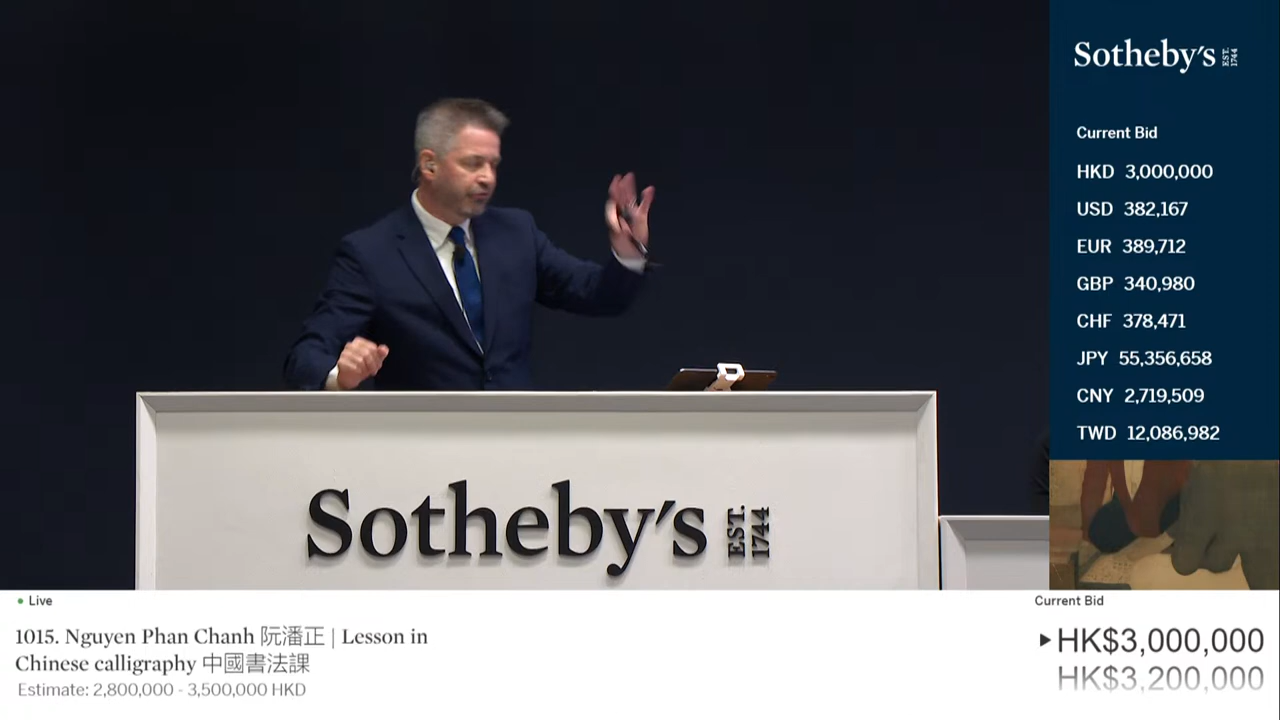 Sotheby's EST. 1744
Current Bid
HKD 3,000,000
USD 382,167
EUR 389,712
GBP 340,980
CHF 378,471
JPY 55,356,658
CNY 2,719,509
TWD 12,086,982
Sotheby's EST. 1744
Live
1015. Nguyen Phan Chanh 阮潘正 | Lesson in
Chinese calligraphy 中國書法課
Estimate: 2,800,000 - 3,500,000 HKD
Current Bid
HK$3,000,000
HK$3,200,000